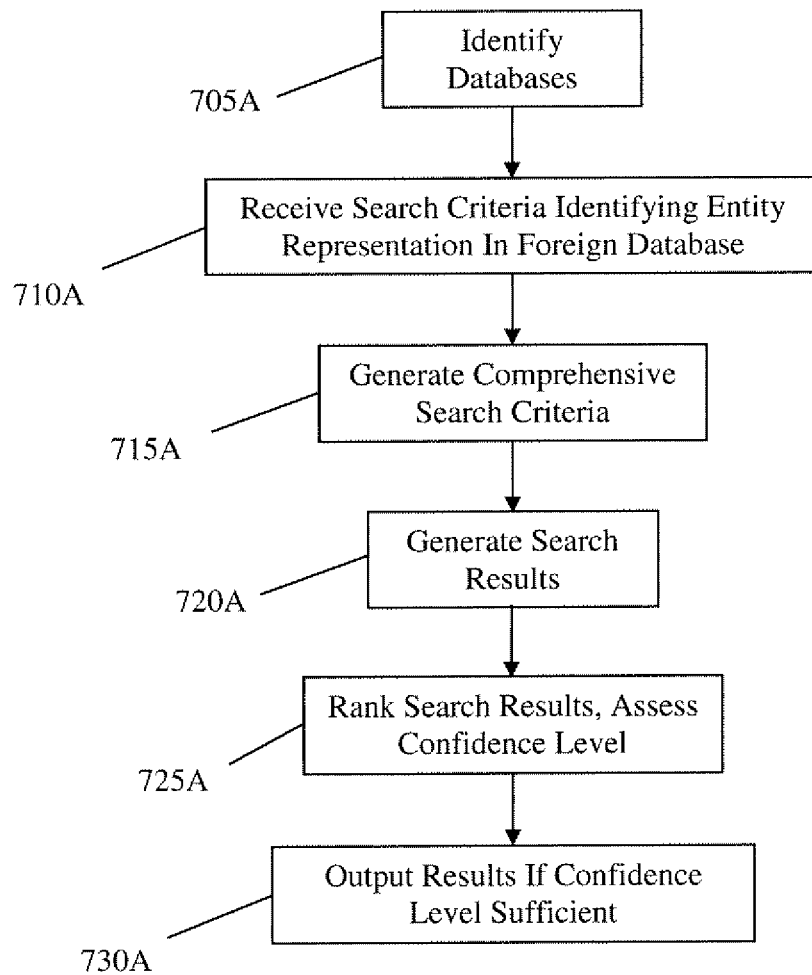 Identify
Databases
705A
Receive Search Criteria Identifying Entity
Representation In Foreign Database
710A
Generate Comprehensive
Search Criteria
715A
Generate Search
Results
720A
Rank Search Results, Assess
Confidence Level
725A
Output Results If Confidence
Level Sufficient
730A